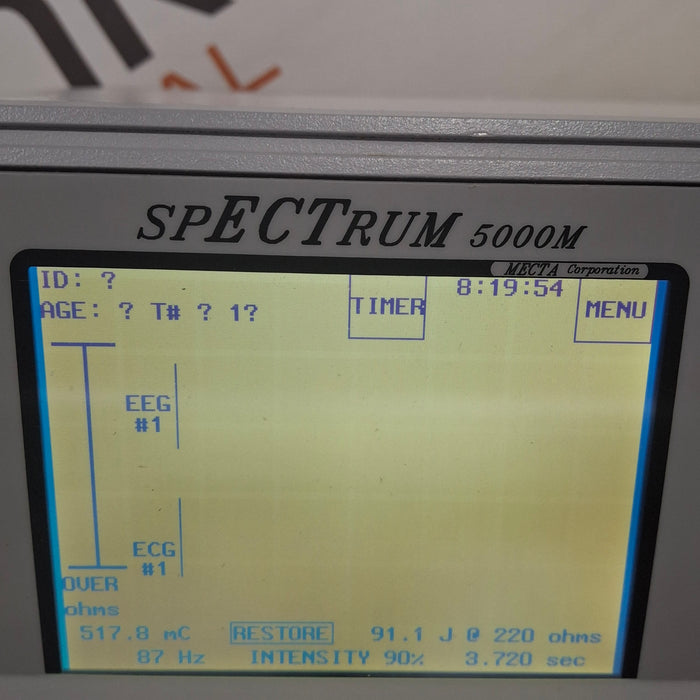 AL
SPECTRUM 5000M
MECTA Corporation
ID: ?
AGE: ? T# ? 1?
TIMER
8:19:54
MENU
EEG
#1
ECG
#1
OVER
ohms
517.8 mC RESTORE 91.1 J @ 220 ohms
87 Hz INTENSITY 90% 3.720 sec